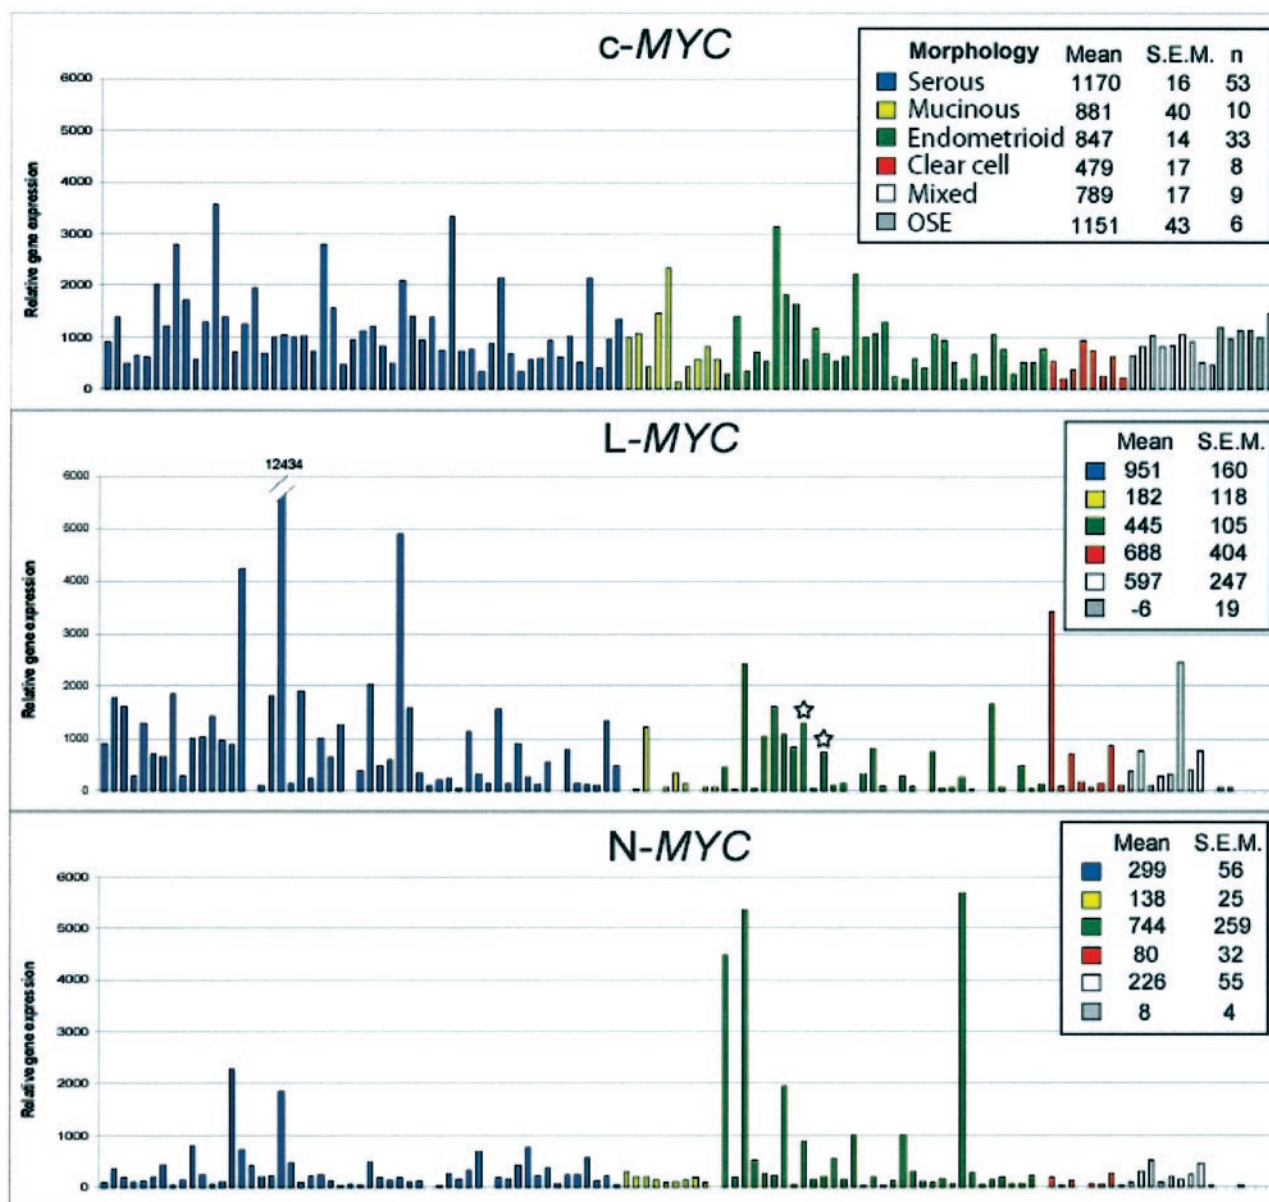 c-MYC
Morphology Mean S.E.M. n
Serous 1170 16 53
Mucinous 881 40 10
Endometrioid 847 14 33
Clear cell 479 17 8
Mixed 789 17 9
OSE 1151 43 6
Relative gene expression
6000
5000
4000
3000
2000
1000
0
L-MYC
12434
Mean S.E.M.
951 160
182 118
445 105
688 404
597 247
-6 19
Relative gene expression
6000
5000
4000
3000
2000
1000
0
N-MYC
Mean S.E.M.
299 56
138 25
744 259
80 32
226 55
8 4
Relative gene expression
6000
5000
4000
3000
2000
1000
0